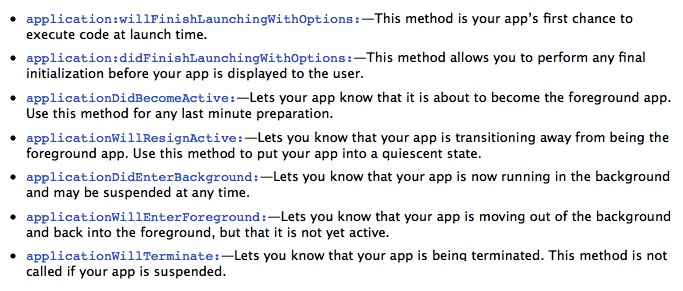 • application:willFinishLaunchingWithOptions:—This method is your app's first chance to
execute code at launch time.
• application:didFinishLaunchingWithOptions:—This method allows you to perform any final
initialization before your app is displayed to the user.
• applicationDidBecomeActive:—Lets your app know that it is about to become the foreground app.
Use this method for any last minute preparation.
• applicationWillResignActive:—Lets you know that your app is transitioning away from being the
foreground app. Use this method to put your app into a quiescent state.
• applicationDidEnterBackground:—Lets you know that your app is now running in the background
and may be suspended at any time.
• applicationWillEnterForeground:—Lets you know that your app is moving out of the background
and back into the foreground, but that it is not yet active.
• applicationWillTerminate:—Lets you know that your app is being terminated. This method is not
called if your app is suspended.